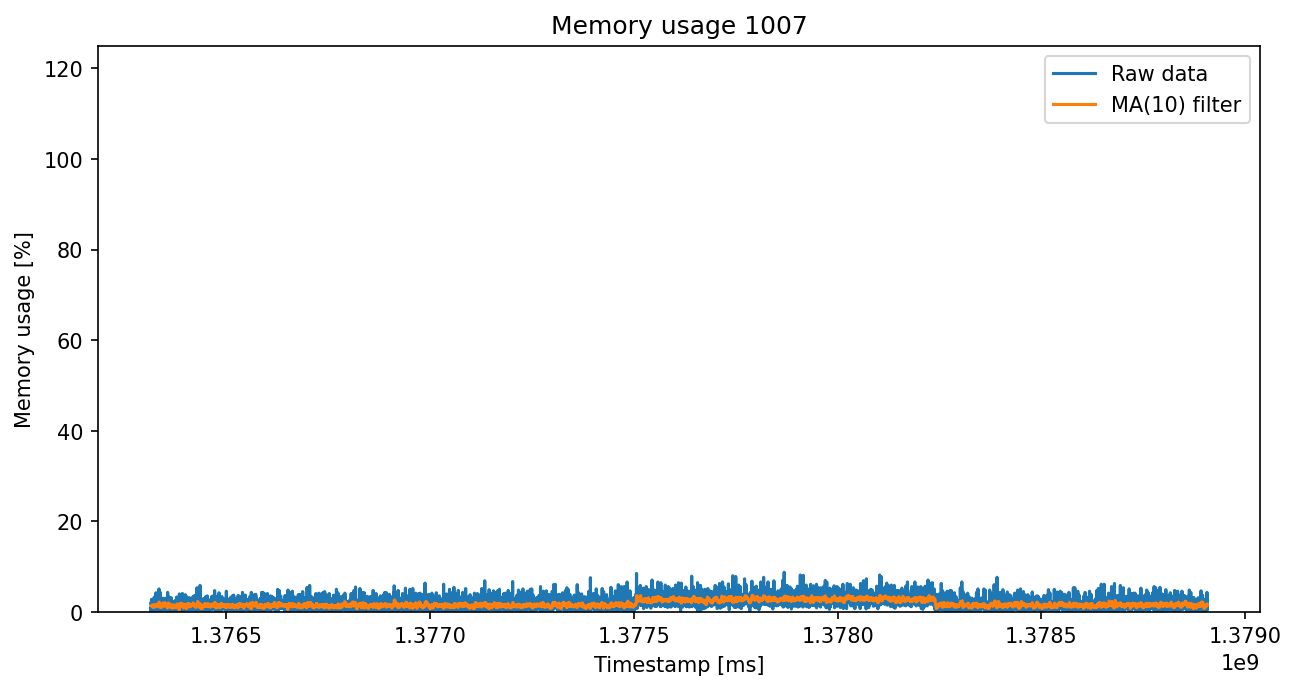 Memory usage 1007
Raw data
MA(10) filter
Memory usage [%]
120
100
80
60
40
20
0
1.3765 1.3770 1.3775 1.3780 1.3785 1.3790
1e9
Timestamp [ms]